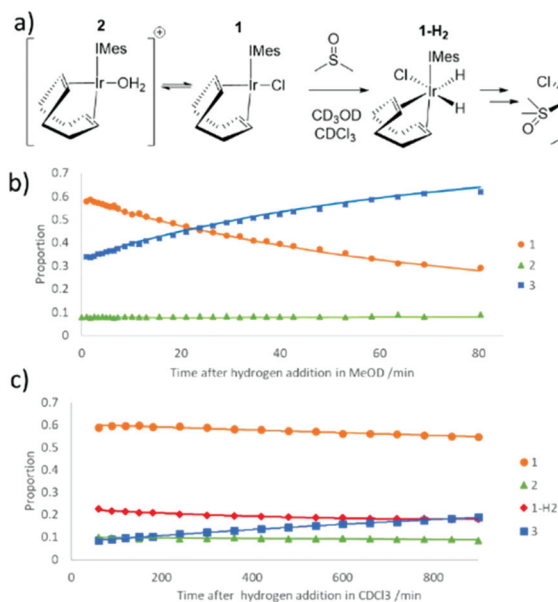 a)
2
1
1-H2
IMes
IMes
IMes
Ir
OH2
Ir
Cl
S
O
CD3OD
CDCl3
Cl
Ir
H
H
Cl
S
O
b)
0.7
0.6
0.5
0.4
0.3
0.2
0.1
0
Proportion
0 20 40 60 80
Time after hydrogen addition in MeOD /min
1
3
2
c)
0.7
0.6
0.5
0.4
0.3
0.2
0.1
0
Proportion
0 200 400 600 800
Time after hydrogen addition in CDCl3 /min
1
2
1-H2
3